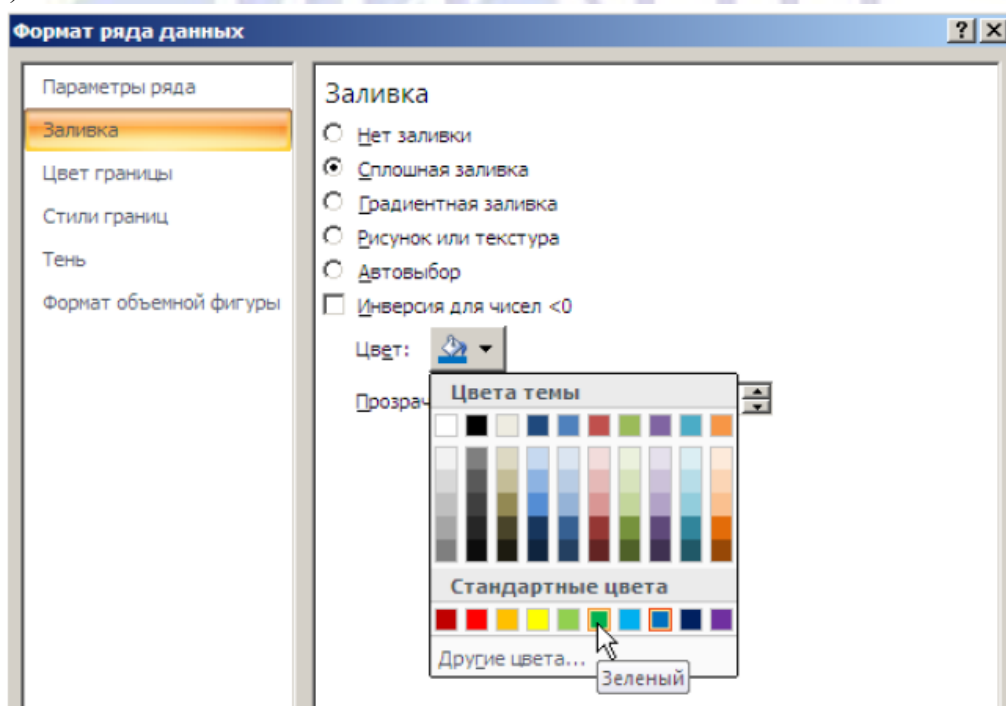 Формат ряда данных
Параметры ряда
Заливка
Цвет границы
Стили границ
Тень
Формат объемной фигуры
Заливка
Нет заливки
Сплошная заливка
Градиентная заливка
Рисунок или текстура
Автовыбор
Инверсия для чисел <0
Цвет:
Прозрач
Цвета темы
Стандартные цвета
Другие цвета...
Зеленый